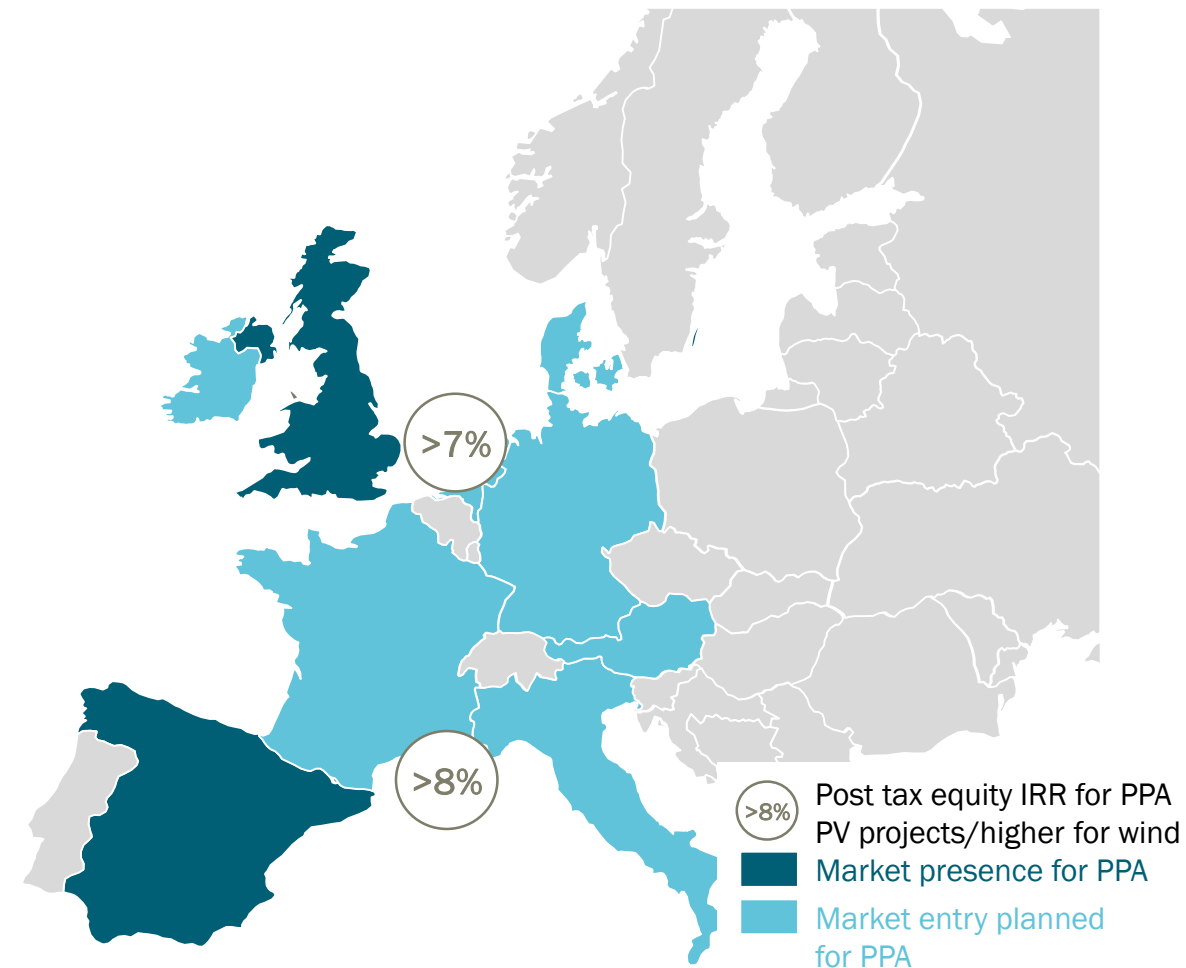 >7%
>8%
>8%
Post tax equity IRR for PPA
PV projects/higher for wind
Market presence for PPA
Market entry planned
for PPA